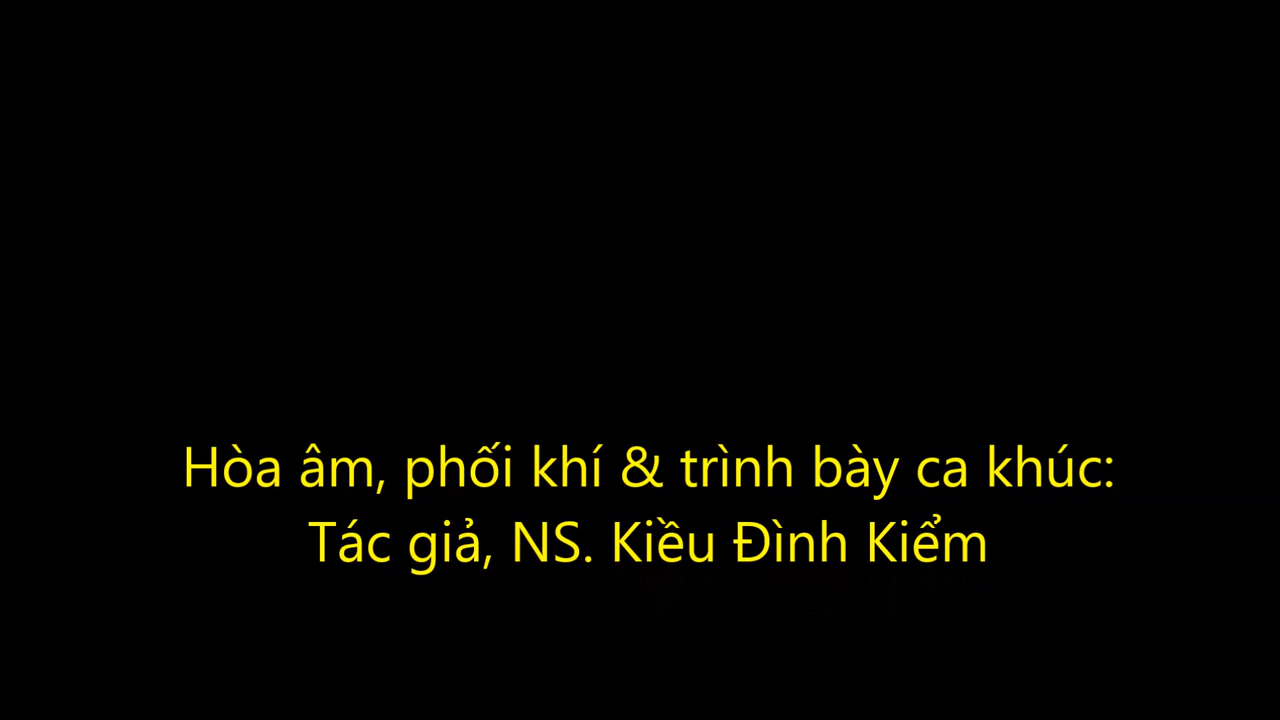 Hòa âm, phối khí & trình bày ca khúc:
Tác giả, NS. Kiều Đình Kiểm